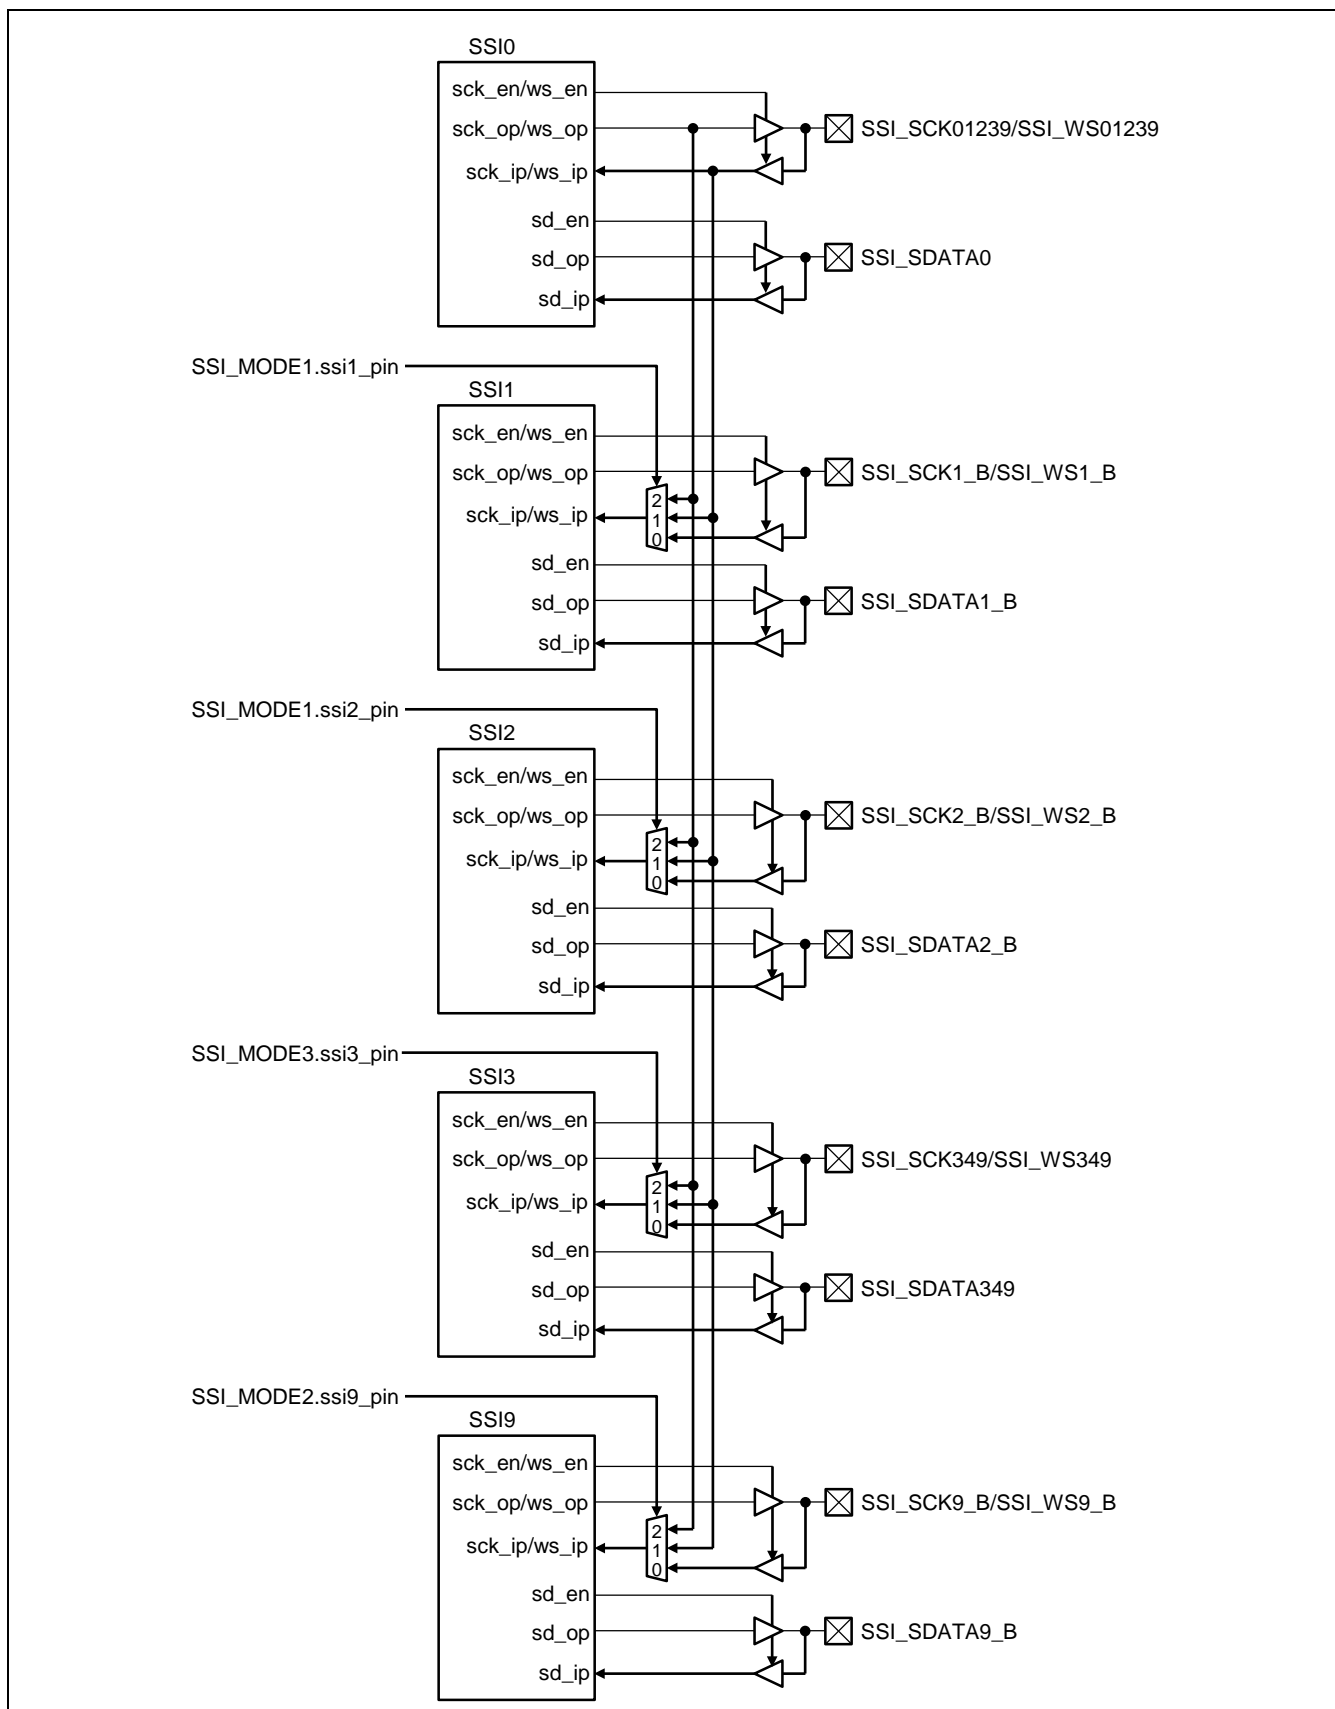 SSI0
sck_en/ws_en
sck_op/ws_op
SSI_SCK01239/SSI_WS01239
sck_ip/ws_ip
sd_en
sd_op
SSI_SDATA0
sd_ip
SSI_MODE1.ssi1_pin
SSI1
sck_en/ws_en
sck_op/ws_op
SSI_SCK1_B/SSI_WS1_B
2
sck_ip/ws_ip
1
0
sd_en
sd_op
SSI_SDATA1_B
sd_ip
SSI_MODE1.ssi2_pin
SSI2
sck_en/ws_en
sck_op/ws_op
SSI_SCK2_B/SSI_WS2_B
2
sck_ip/ws_ip
1
0
sd_en
sd_op
SSI_SDATA2_B
sd_ip
SSI_MODE3.ssi3_pin
SSI3
sck_en/ws_en
sck_op/ws_op
SSI_SCK349/SSI_WS349
2
sck_ip/ws_ip
1
0
sd_en
sd_op
SSI_SDATA349
sd_ip
SSI_MODE2.ssi9_pin
SSI9
sck_en/ws_en
sck_op/ws_op
SSI_SCK9_B/SSI_WS9_B
2
sck_ip/ws_ip
1
0
sd_en
sd_op
SSI_SDATA9_B
sd_ip